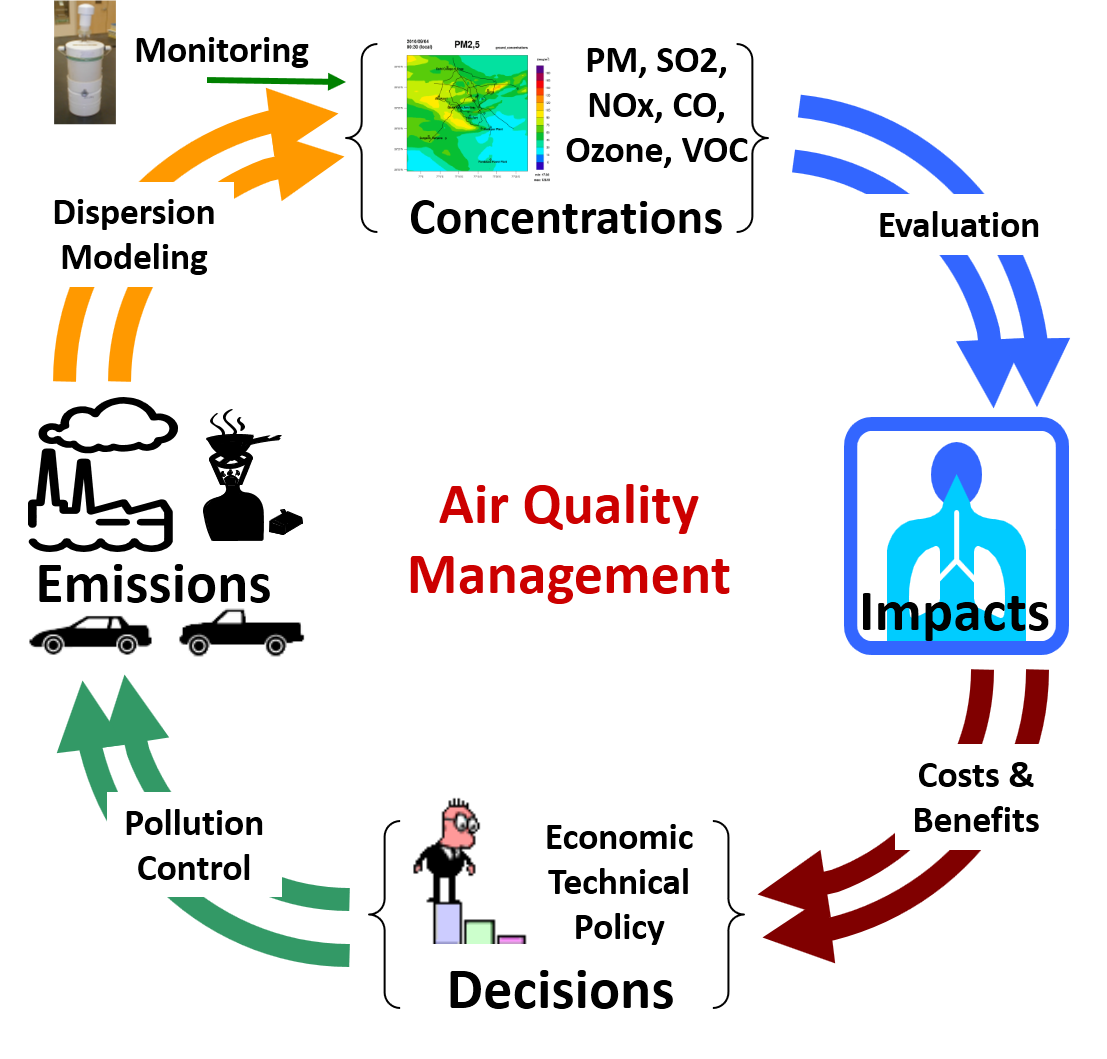 Monitoring
PM2,5
PM, SO2,
NOx, CO,
Ozone, VOC
Concentrations
Dispersion
Modeling
Evaluation
Air Quality
Management
Emissions
Impacts
Costs &
Benefits
Pollution
Control
Economic
Technical
Policy
Decisions